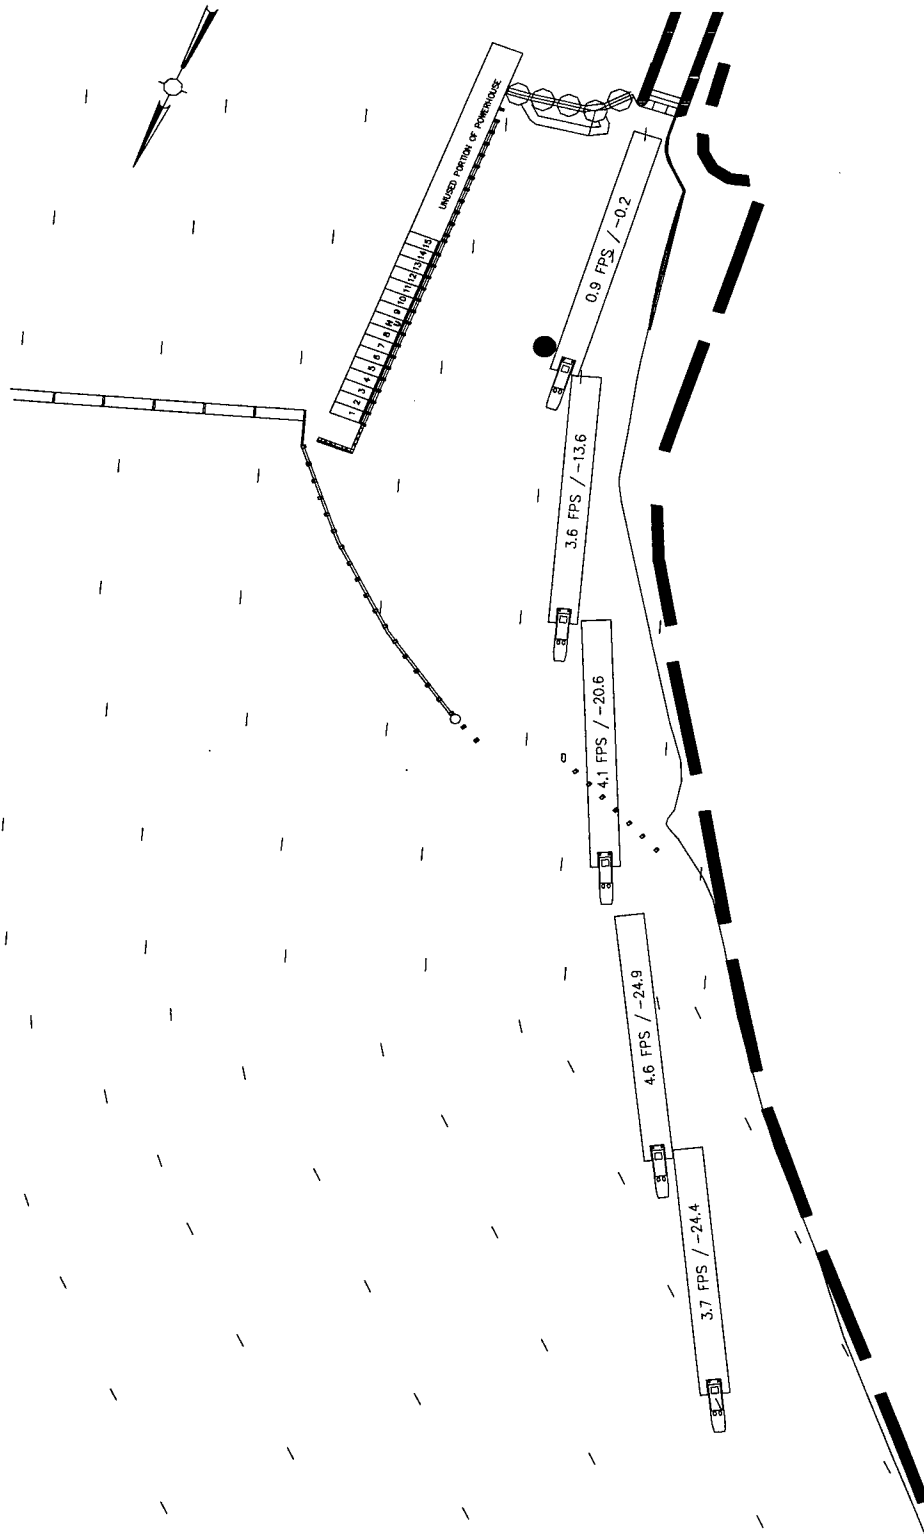 UNUSED PORTION OF POWERHOUSE
1 2 3 4 5 6 7 8 9 10 11 12 13 14 15
0.9 FPS / -0.2
3.6 FPS / -13.6
4.1 FPS / -20.6
4.6 FPS / -24.9
3.7 FPS / -24.4